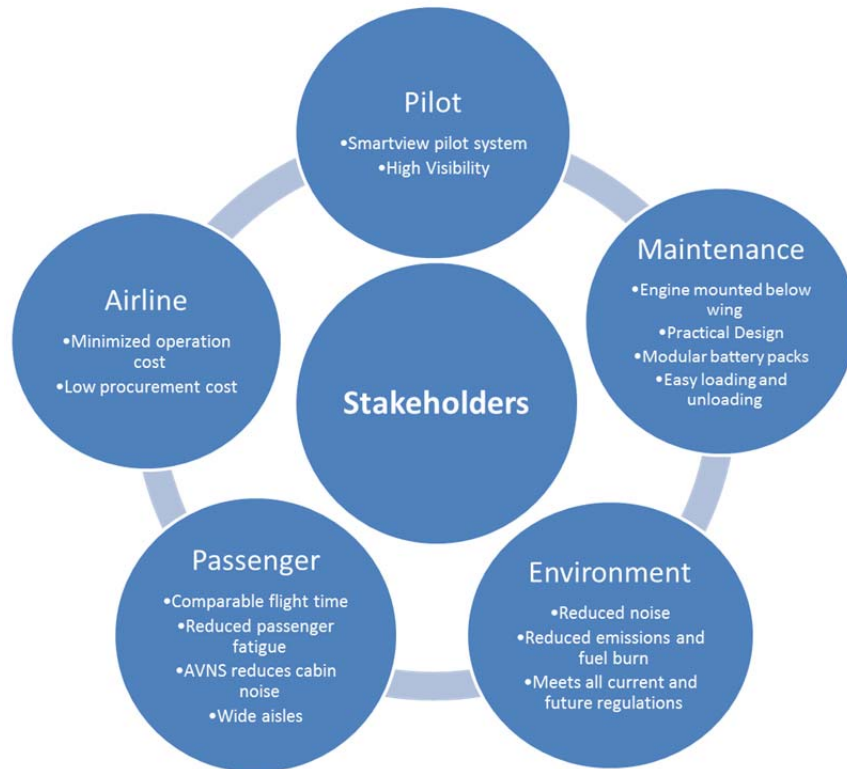 Pilot
•Smartview pilot system
•High Visibility
Maintenance
•Engine mounted below
wing
•Practical Design
•Modular battery packs
•Easy loading and
unloading
Airline
•Minimized operation
cost
•Low procurement cost
Stakeholders
Passenger
•Comparable flight time
•Reduced passenger
fatigue
•AVNS reduces cabin
noise
•Wide aisles
Environment
•Reduced noise
•Reduced emissions and
fuel burn
•Meets all current and
future regulations